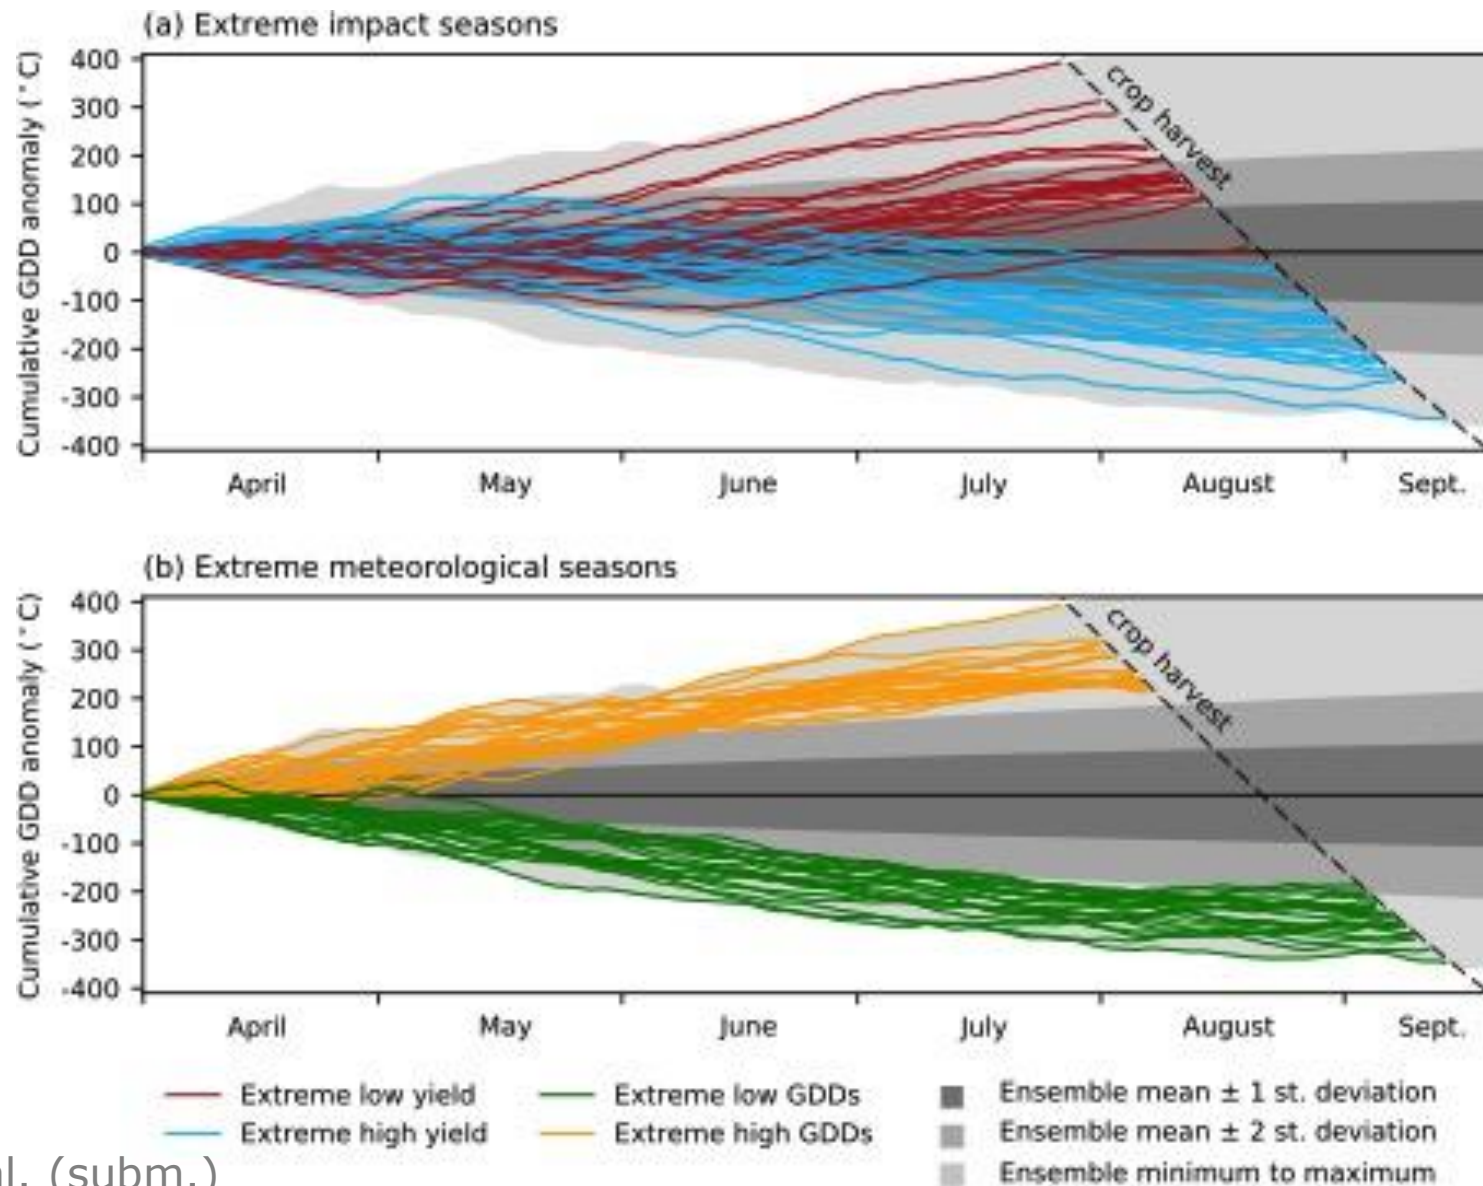 (a) Extreme impact seasons
Cumulative GDD anomaly (°C)
400
300
200
100
0
-100
-200
-300
-400
crop harvest
April May June July August Sept.
(b) Extreme meteorological seasons
Cumulative GDD anomaly (°C)
400
300
200
100
0
-100
-200
-300
-400
crop harvest
April May June July August Sept.
Extreme low yield
Extreme high yield
Extreme low GDDs
Extreme high GDDs
Ensemble mean ± 1 st. deviation
Ensemble mean ± 2 st. deviation
Ensemble minimum to maximum
al. (subm.)